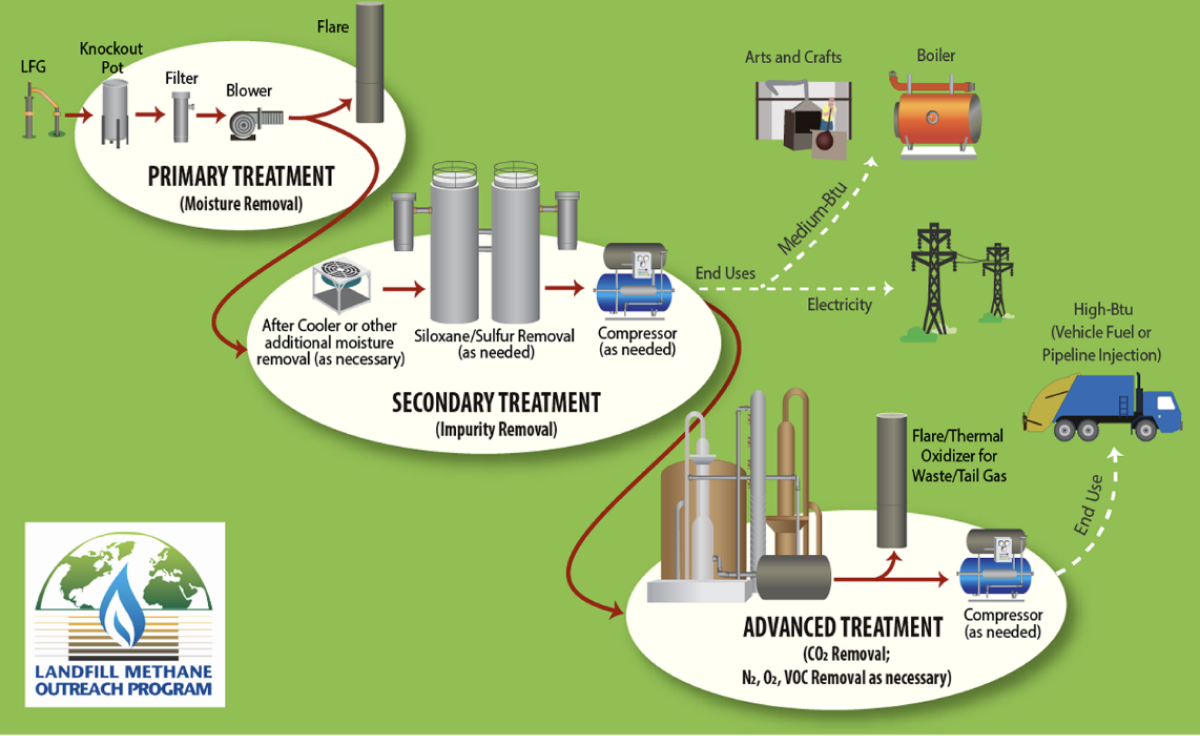 LFG
Knockout
Pot
Filter
Blower
Flare
PRIMARY TREATMENT
(Moisture Removal)
After Cooler or other
additional moisture
removal (as necessary)
Siloxane/Sulfur Removal
(as needed)
Compressor
(as needed)
SECONDARY TREATMENT
(Impurity Removal)
End Uses
Medium-Btu
Arts and Crafts
Boiler
Electricity
High-Btu
(Vehicle Fuel or
Pipeline Injection)
Flare/Thermal
Oxidizer for
Waste/Tail Gas
End Use
Compressor
(as needed)
ADVANCED TREATMENT
(CO₂ Removal;
N₂, O₂, VOC Removal as necessary)
LANDFILL METHANE
OUTREACH PROGRAM